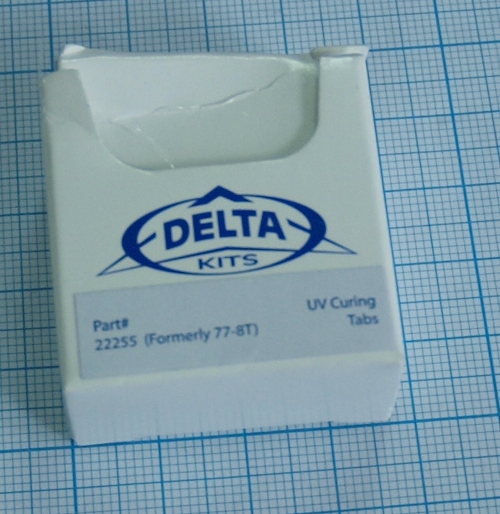 DELTA
KITS
Part#
22255 (Formerly 77-8T)
UV Curing
Tabs